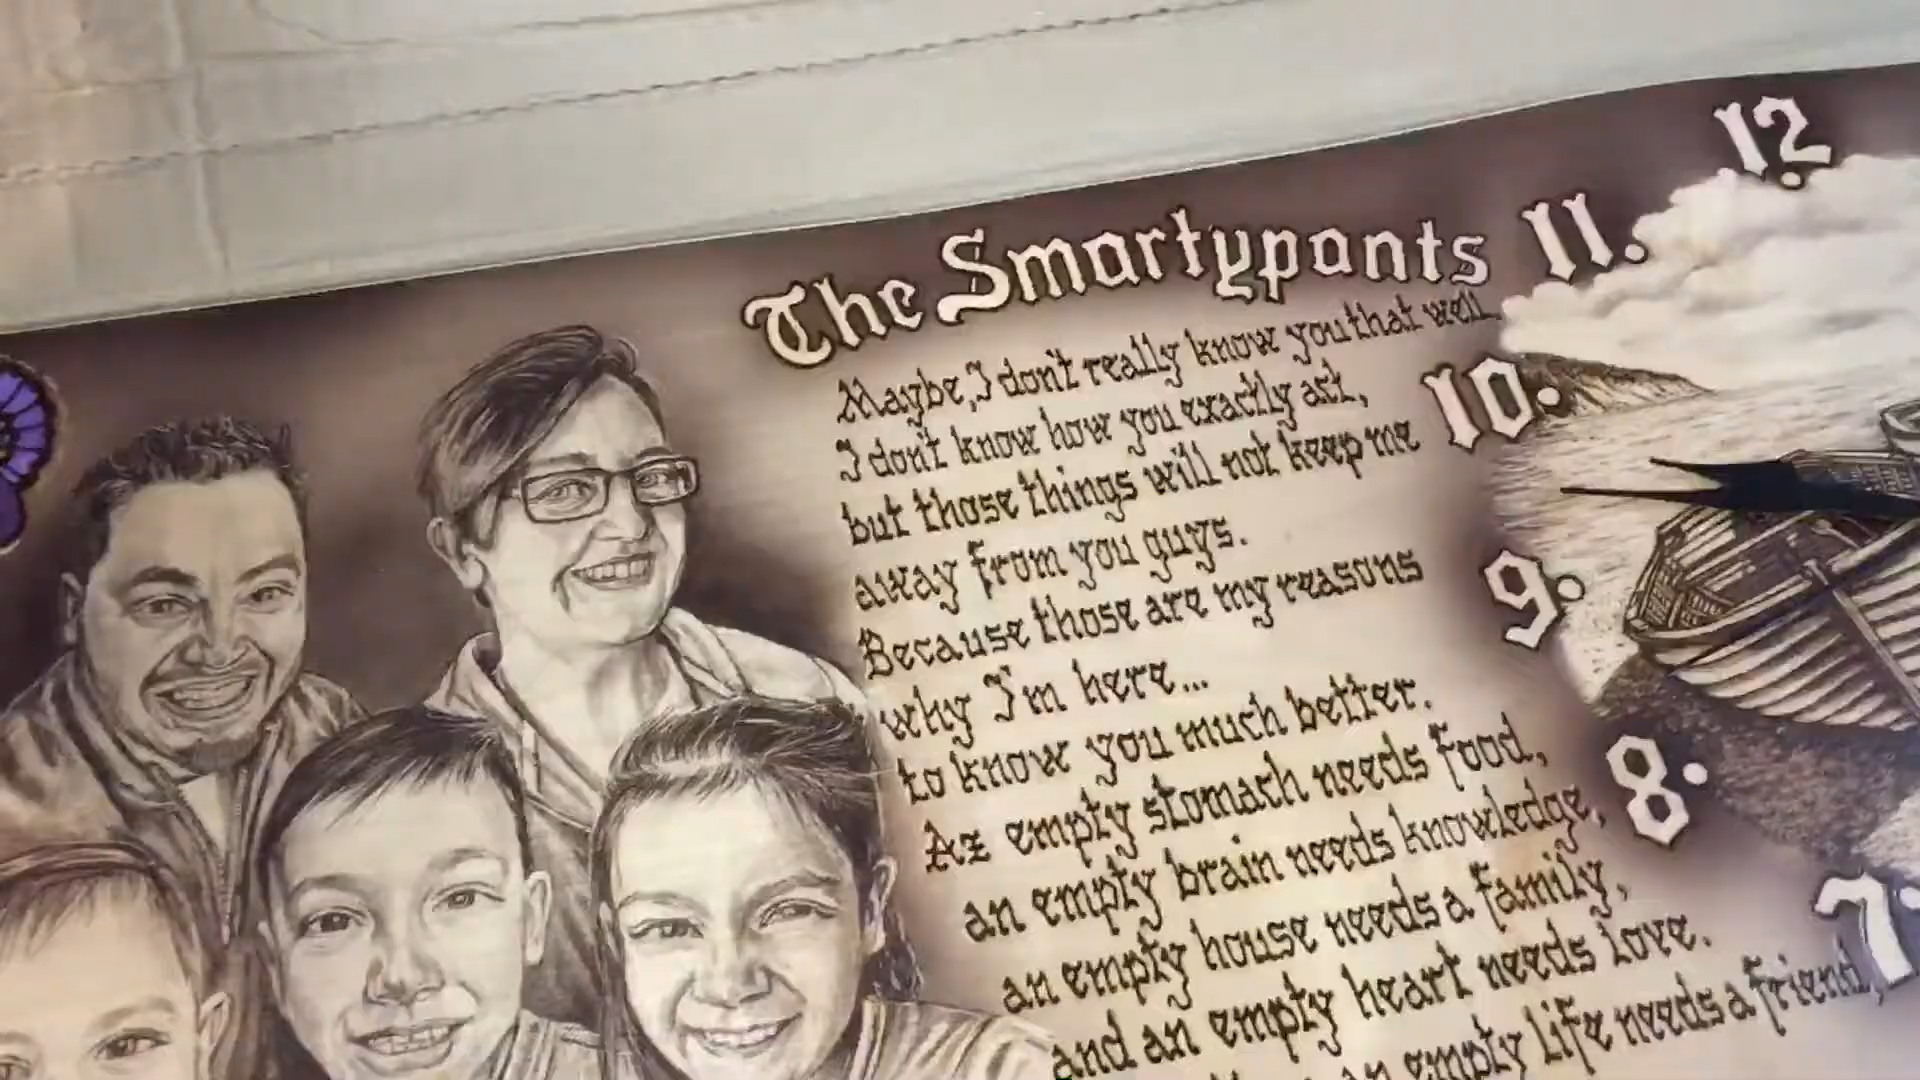 12
The Smartypants 11.
Maybe, I don't really know you that well.
I don't know how you exactly act,
10.
but those things will not keep me
away from you guys.
9.
Because those are my reasons
why I'm here...
to know you much better.
8.
Az empty stomach needs food,
an empty brain needs knowledge,
an empty house needs a family,
7.
and an empty heart needs love.
an empty life needs a friend,